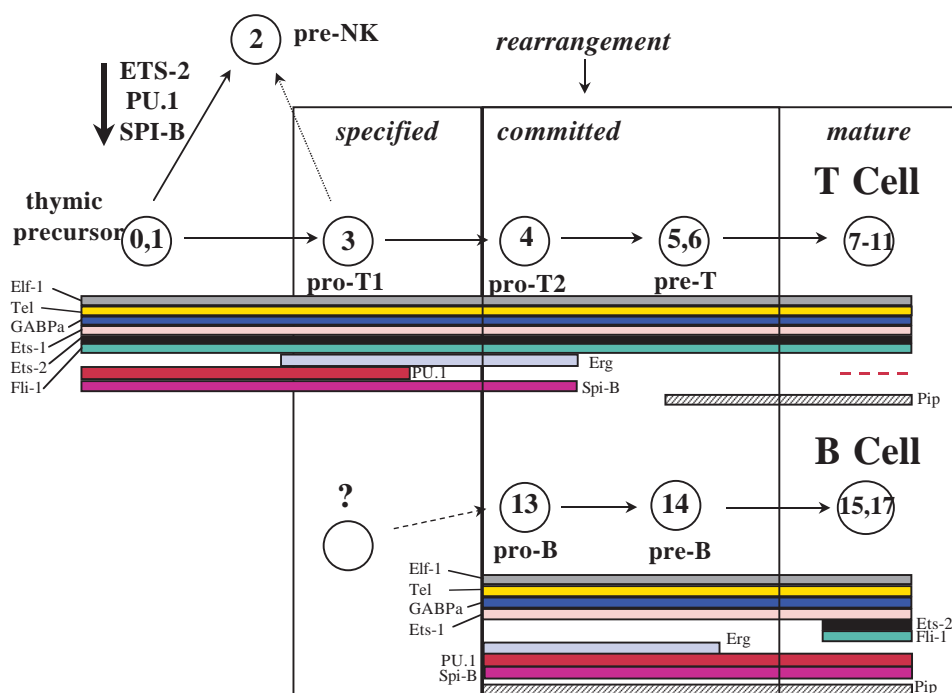 2 pre-NK
rearrangement
ETS-2
PU.1
SPI-B
specified committed mature
T Cell
thymic
precursor
0,1 3 4 5,6 7-11
pro-T1 pro-T2 pre-T
Elf-1
Tel
GABPa
Ets-1
Ets-2
Fli-1
Erg
PU.1
Spi-B
Pip
B Cell
?
13 14 15,17
pro-B pre-B
Elf-1
Tel
GABPa
Ets-1
Ets-2
Fli-1
Erg
PU.1
Spi-B
Pip